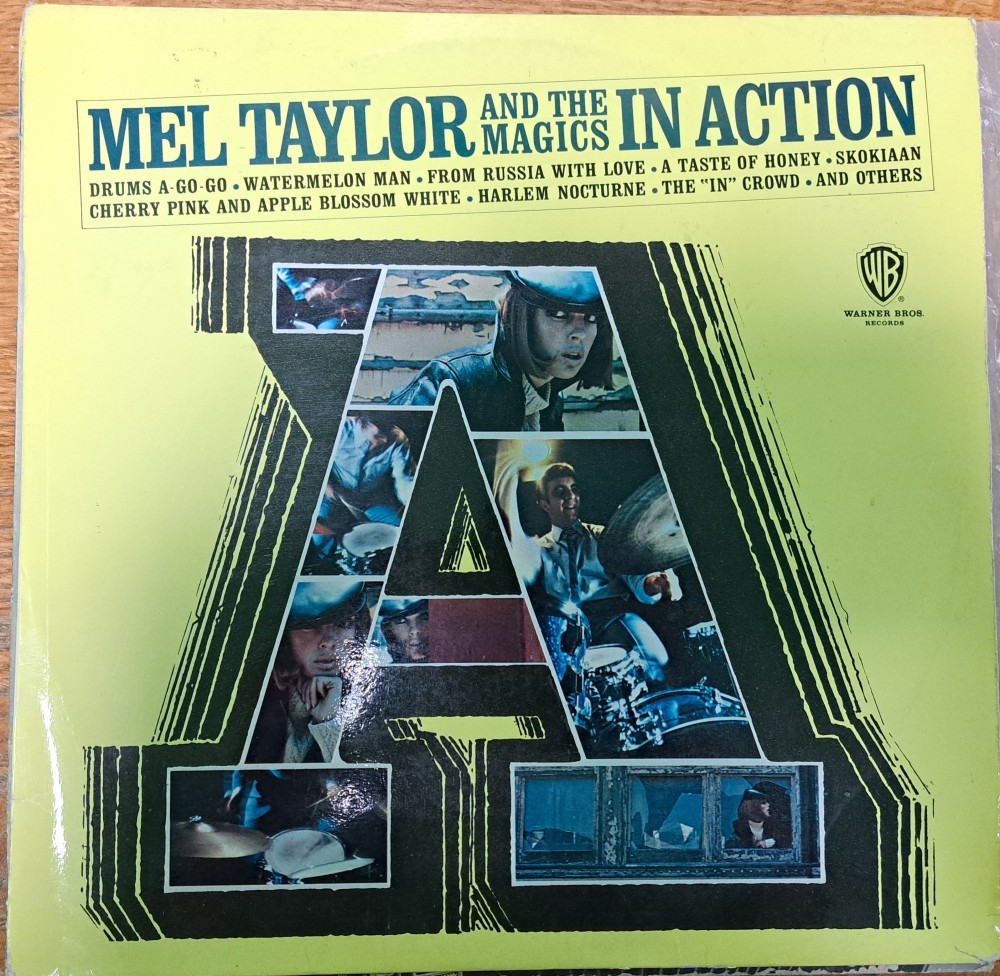 MEL TAYLOR AND THE MAGICS IN ACTION
DRUMS A-GO-GO • WATERMELON MAN • FROM RUSSIA WITH LOVE • A TASTE OF HONEY • SKOKIAAN
CHERRY PINK AND APPLE BLOSSOM WHITE • HARLEM NOCTURNE • THE "IN" CROWD • AND OTHERS
A
WB
®
WARNER BROS.
RECORDS